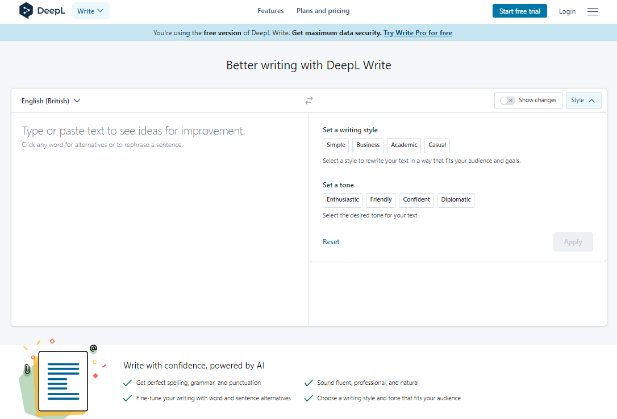 DeepL Write Features Plans and pricing Start free trial Login
You're using the free version of DeepL Write. Get maximum data security. Try Write Pro for free
Better writing with DeepL Write
English (British) Show changes Style
Type or paste text to see ideas for improvement.
Click any word for alternatives or to rephrase a sentence.
Set a writing style
Simple Business Academic Casual
Select a style to rewrite your text in a way that fits your audience and goals.
Set a tone
Enthusiastic Friendly Confident Diplomatic
Select the desired tone for your text
Reset Apply
Write with confidence, powered by AI
Get perfect spelling, grammar, and punctuation Sound fluent, professional, and natural
Fine-tune your writing with word and sentence alternatives Choose a writing style and tone that fits your audience
@